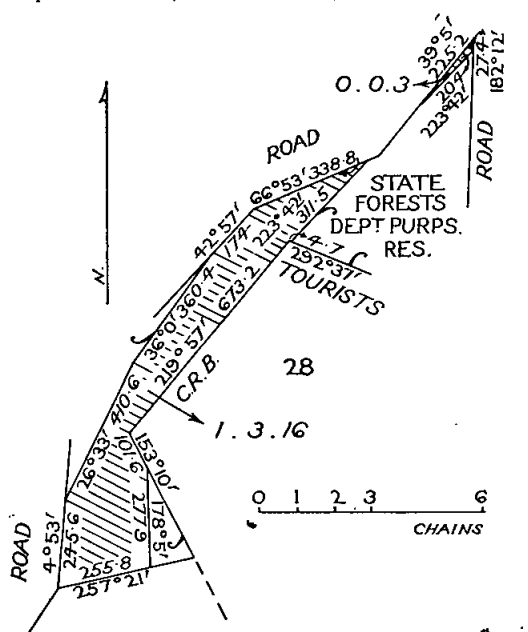 39°5'
225.2
204
223°42'
27.4
182°12'
0.0.3
ROAD
ROAD
66°53' 338.8
STATE
FORESTS
DEPT PURPS.
RES.
42°57'
174
223°42'
311.5
4.7
292°37'
TOURISTS
N.
36°0' 360.4
673.2
219°57'
C.R.B.
28
410.6
1.3.16
26°33'
101.6
153°10'
277.9
178°5'
ROAD
4°53'
245.6
255.8
257°21'
0 1 2 3 6
CHAINS